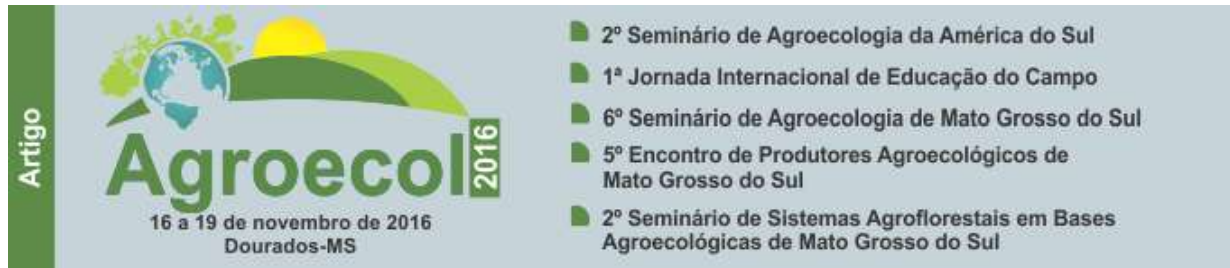 Artigo
Agroecol
2016
16 a 19 de novembro de 2016
Dourados-MS
2º Seminário de Agroecologia da América do Sul
1ª Jornada Internacional de Educação do Campo
6º Seminário de Agroecologia de Mato Grosso do Sul
5º Encontro de Produtores Agroecológicos de
Mato Grosso do Sul
2º Seminário de Sistemas Agroflorestais em Bases
Agroecológicas de Mato Grosso do Sul